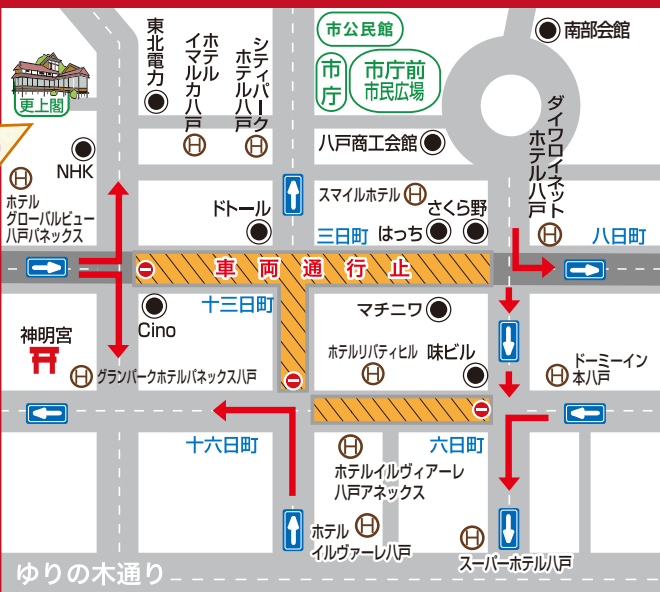 東北電力
ホテル
イマルカ八戸
シティパーク
ホテル八戸
市公民館
市庁
市庁前
市民広場
南部会館
更上閣
八戸商工会館
ダイワロイネット
ホテル八戸
NHK
ホテル
グローバルビュー
八戸バネックス
ドトール
スマイルホテル
さくら野
三日町
はっち
八日町
車両通行止
十三日町
マチニワ
Cino
神明宮
ホテルリバティヒル
味ビル
ドーミーイン
本八戸
グランパークホテルパネックス八戸
十六日町
六日町
ホテルイルヴィアーレ
八戸アネックス
ホテル
イルヴァーレ八戸
スーパーホテル八戸
ゆりの木通り
H
H
H
H
H
H
H
H
H
H
H